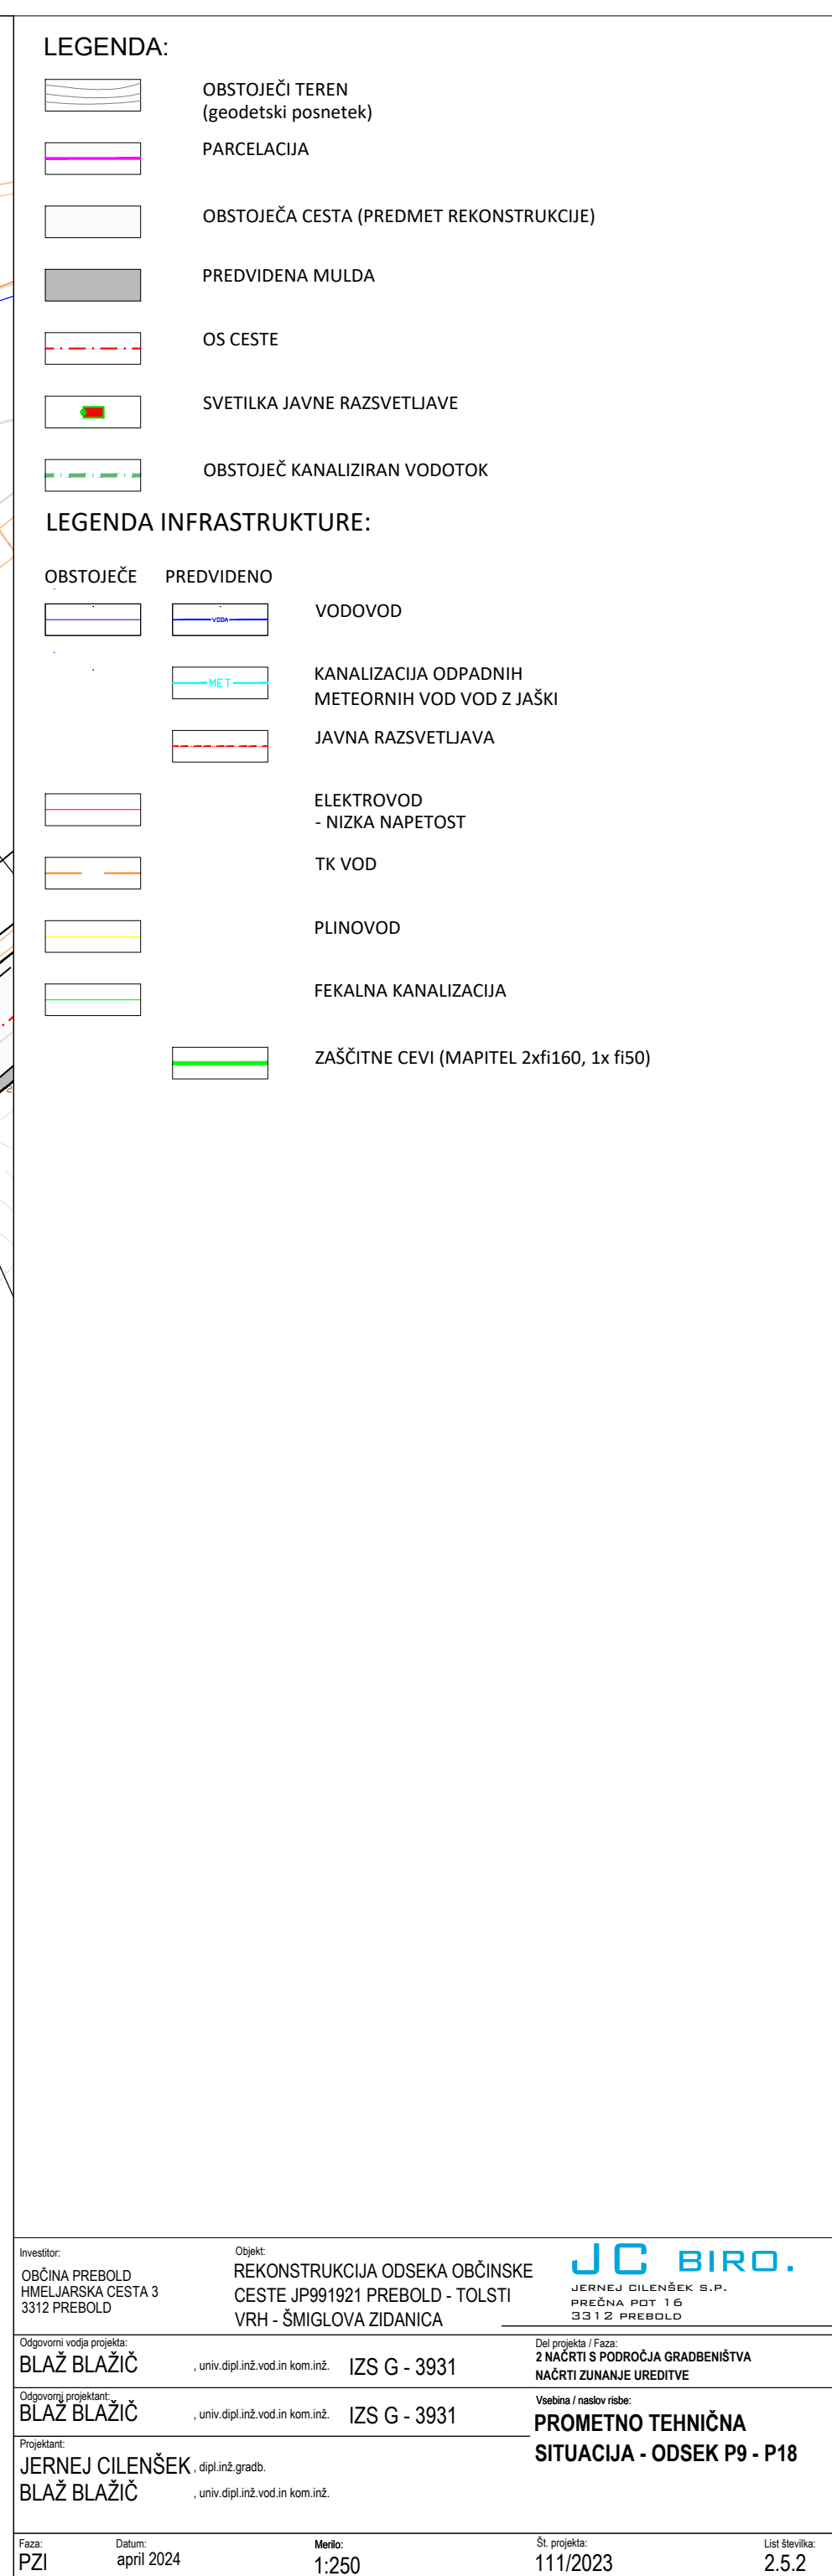 LEGENDA:
OBSTOJEČI TEREN
(geodetski posnetek)
PARCELACIJA
OBSTOJEČA CESTA (PREDMET REKONSTRUKCIJE)
PREDVIDENA MULDA
OS CESTE
SVETILKA JAVNE RAZSVETLJAVE
OBSTOJEČ KANALIZIRAN VODOTOK
LEGENDA INFRASTRUKTURE:
OBSTOJEČE PREDVIDENO
VODA VODOVOD
MET KANALIZACIJA ODPADNIH
METEORNIH VOD VOD Z JAŠKI
JAVNA RAZSVETLJAVA
ELEKTROVOD
- NIZKA NAPETOST
TK VOD
PLINOVOD
FEKALNA KANALIZACIJA
ZAŠČITNE CEVI (MAPITEL 2xfi160, 1x fi50)
Investitor:
OBČINA PREBOLD
HMELJARSKA CESTA 3
3312 PREBOLD
Objekt:
REKONSTRUKCIJA ODSEKA OBČINSKE
CESTE JP991921 PREBOLD - TOLSTI
VRH - ŠMIGLOVA ZIDANICA
JC BIRO.
JERNEJ CILENŠEK S.P.
PREČNA POT 16
3312 PREBOLD
Odgovorni vodja projekta:
BLAŽ BLAŽIČ , univ.dipl.inž.vod.in kom.inž. IZS G - 3931
Del projekta / Faza:
2 NAČRTI S PODROČJA GRADBENIŠTVA
NAČRTI ZUNANJE UREDITVE
Odgovorni projektant:
BLAŽ BLAŽIČ , univ.dipl.inž.vod.in kom.inž. IZS G - 3931
Vsebina / naslov risbe:
PROMETNO TEHNIČNA
SITUACIJA - ODSEK P9 - P18
Projektant:
JERNEJ CILENŠEK , dipl.inž.gradb.
BLAŽ BLAŽIČ , univ.dipl.inž.vod.in kom.inž.
Faza:
PZI
Datum:
april 2024
Merilo:
1:250
Št. projekta:
111/2023
List številka:
2.5.2